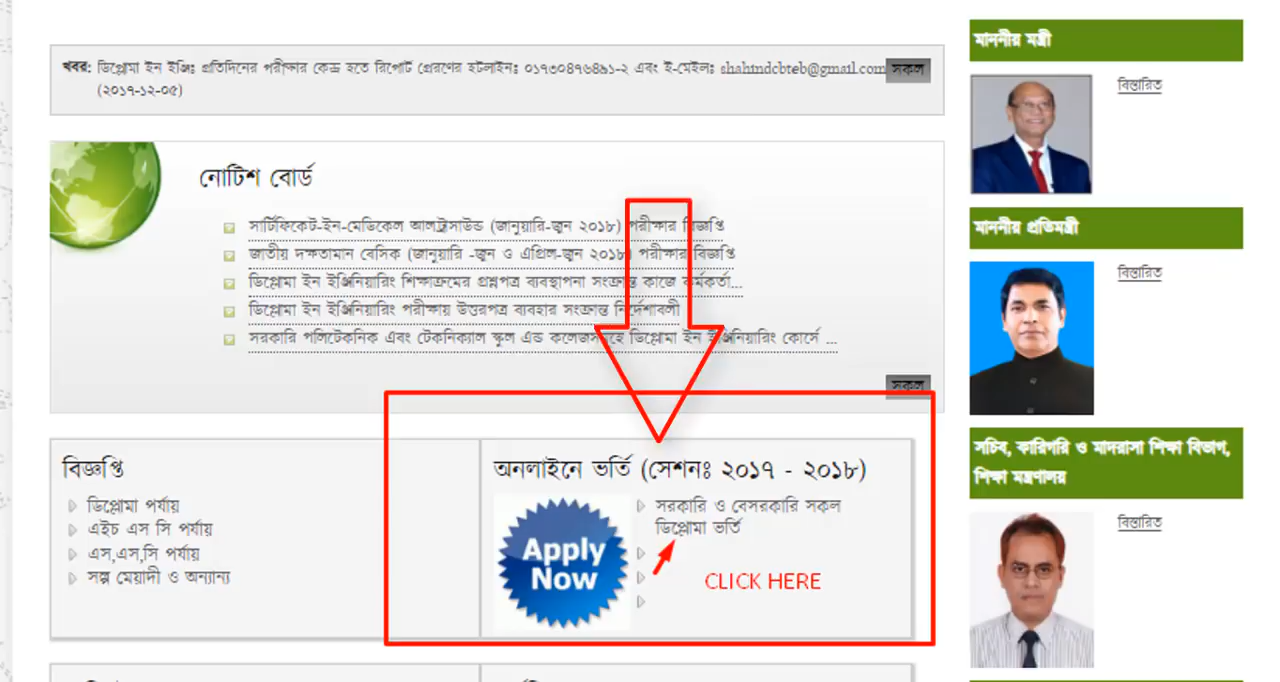 খবর: ডিপ্লোমা ইন ইঞ্জিঃ প্রতিদিনের পরীক্ষার কেন্দ্র হতে রিপোর্ট প্রেরণের হটলাইনঃ ০১৭৩০৪৭৬৪৯১-২ এবং ই-মেইলঃ shahindcbteb@gmail.com সকল
(২০১৭-১২-০৫)
নোটিশ বোর্ড
সার্টিফিকেট-ইন-মেডিকেল আলট্রাসাউন্ড (জানুয়ারি-জুন ২০১৮) পরীক্ষার বিজ্ঞপ্তি
জাতীয় দক্ষতামান বেসিক (জানুয়ারি -জুন ও এপ্রিল-জুন ২০১৮) পরীক্ষার বিজ্ঞপ্তি
ডিপ্লোমা ইন ইঞ্জিনিয়ারিং শিক্ষাক্রমের প্রশ্নপত্র ব্যবস্থাপনা সংক্রান্ত কাজে কর্মকর্তা...
ডিপ্লোমা ইন ইঞ্জিনিয়ারিং পরীক্ষায় উত্তরপত্র ব্যবহার সংক্রান্ত নির্দেশাবলী
সরকারি পলিটেকনিক এবং টেকনিক্যাল স্কুল এন্ড কলেজসমূহে ডিপ্লোমা ইন ইঞ্জিনিয়ারিং কোর্সে ...
সকল
বিজ্ঞপ্তি
ডিপ্লোমা পর্যায়
এইচ এস সি পর্যায়
এস,এস,সি পর্যায়
সল্প মেয়াদী ও অন্যান্য
অনলাইনে ভর্তি (সেশনঃ ২০১৭ - ২০১৮)
Apply
Now
সরকারি ও বেসরকারি সকল
ডিপ্লোমা ভর্তি
CLICK HERE
মাননীয় মন্ত্রী
বিস্তারিত
মাননীয় প্রতিমন্ত্রী
বিস্তারিত
সচিব, কারিগরি ও মাদরাসা শিক্ষা বিভাগ,
শিক্ষা মন্ত্রণালয়
বিস্তারিত